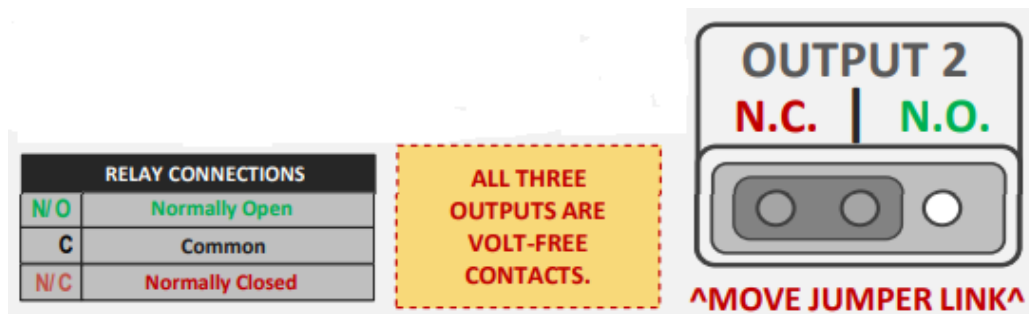 RELAY CONNECTIONS
N/O Normally Open
C Common
N/C Normally Closed
ALL THREE
OUTPUTS ARE
VOLT-FREE
CONTACTS.
OUTPUT 2
N.C. | N.O.
^MOVE JUMPER LINK^